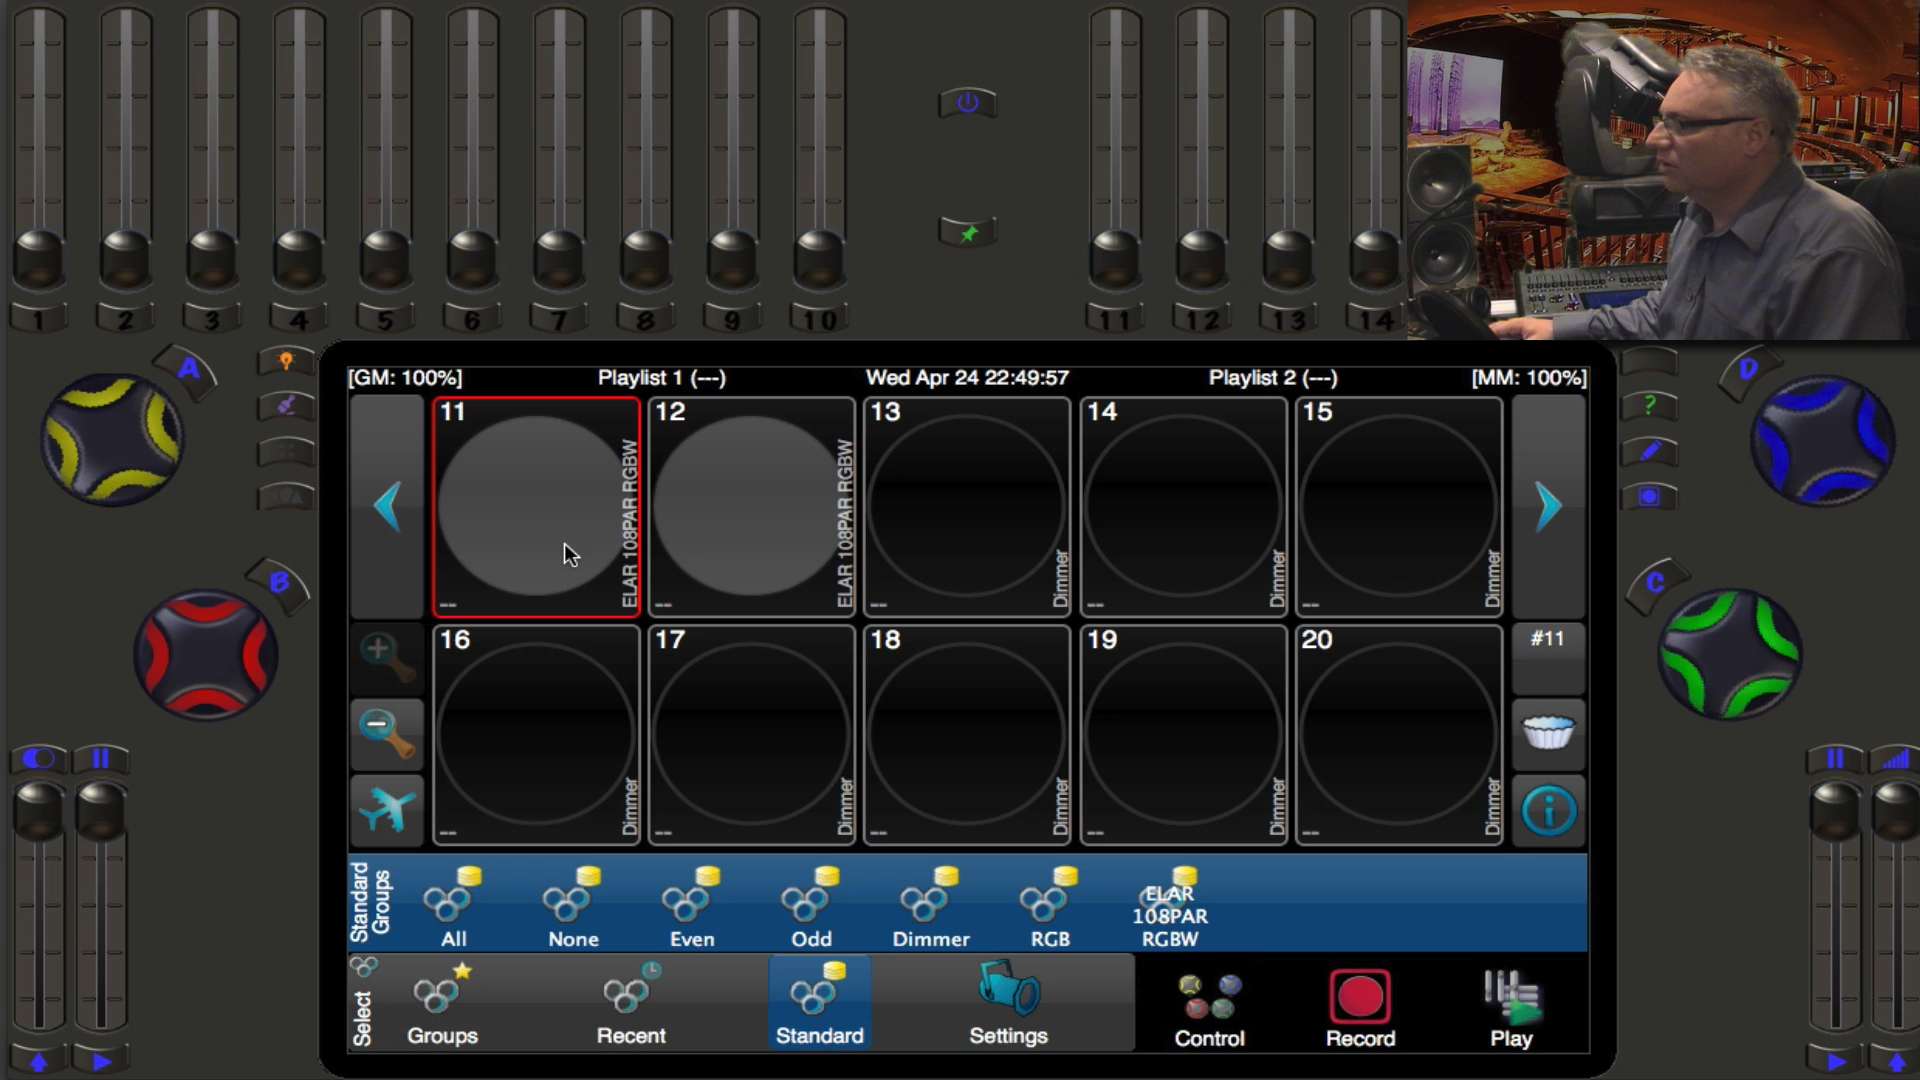 1 2 3 4 5 6 7 8 9 10 11 12 13 14
A
B
D
C
?
[GM: 100%] Playlist 1 (---) Wed Apr 24 22:49:57 Playlist 2 (---) [MM: 100%]
11 12 13 14 15
ELAR 108PAR RGBW
ELAR 108PAR RGBW
Dimmer
Dimmer
Dimmer
-- -- -- -- --
16 17 18 19 20
#11
Dimmer
Dimmer
Dimmer
Dimmer
Dimmer
-- -- -- -- --
Standard
Groups
All None Even Odd Dimmer RGB
ELAR
108PAR
RGBW
Select
Groups Recent Standard Settings Control Record Play